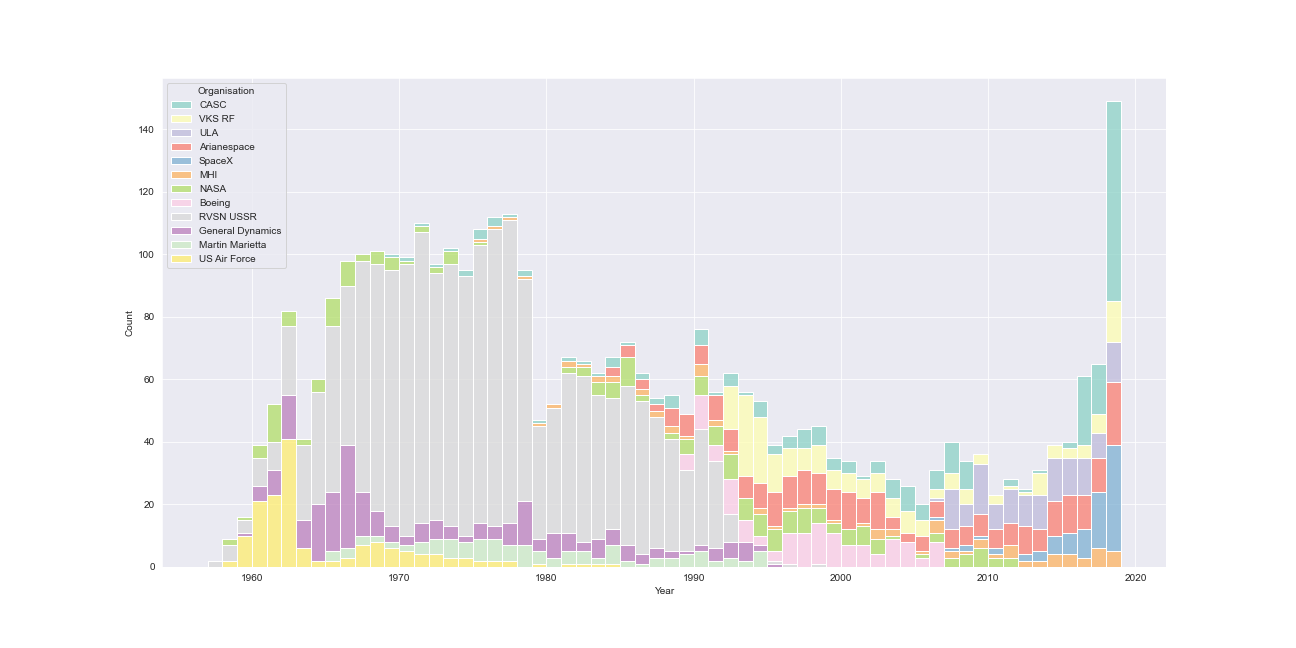 Organisation
CASC
VKS RF
ULA
Arianespace
SpaceX
MHI
NASA
Boeing
RVSN USSR
General Dynamics
Martin Marietta
US Air Force
140
120
100
80
60
40
20
0
Count
1960 1970 1980 1990 2000 2010 2020
Year